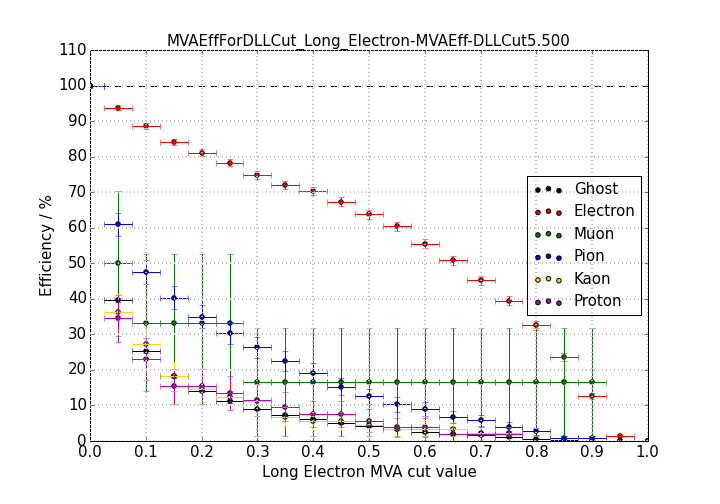 MVAEffForDLLCut_Long_Electron-MVAEff-DLLCut5.500
110
100
90
80
70
60
50
40
30
20
10
0
Efficiency / %
Ghost
Electron
Muon
Pion
Kaon
Proton
0.0 0.1 0.2 0.3 0.4 0.5 0.6 0.7 0.8 0.9 1.0
Long Electron MVA cut value